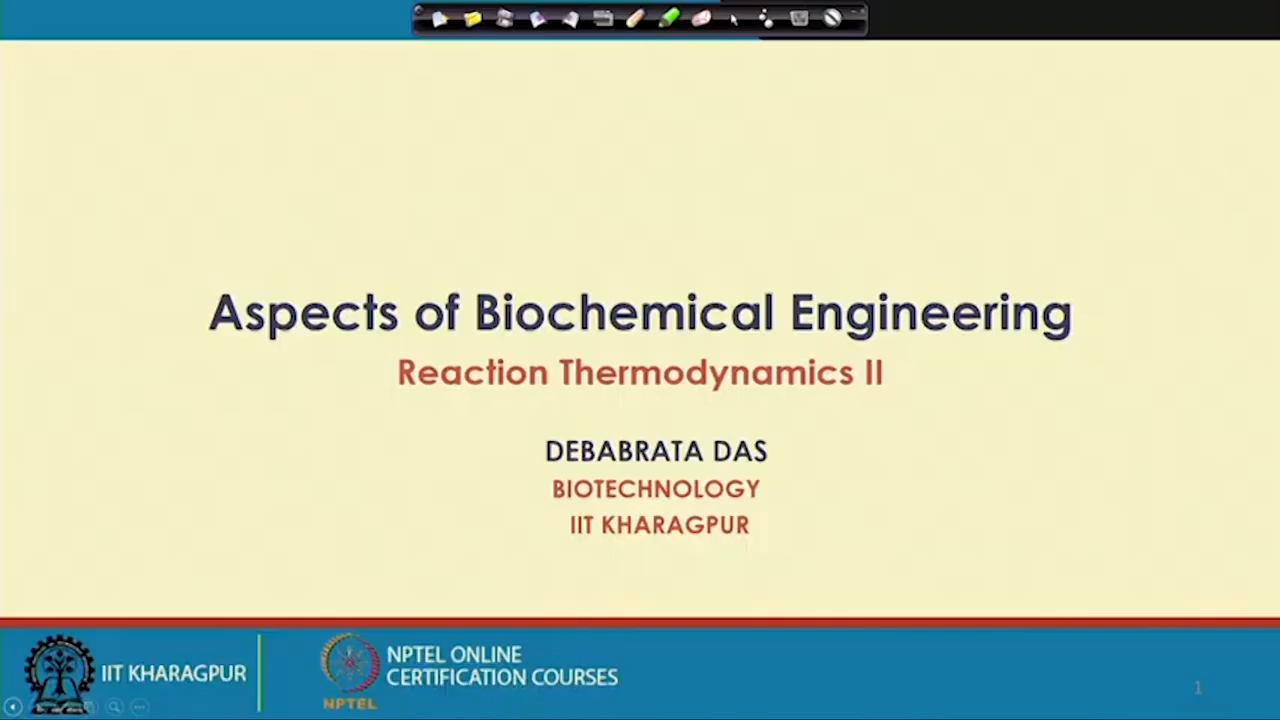 Aspects of Biochemical Engineering
Reaction Thermodynamics II
DEBABRATA DAS
BIOTECHNOLOGY
IIT KHARAGPUR
IIT KHARAGPUR
NPTEL
NPTEL ONLINE
CERTIFICATION COURSES
1